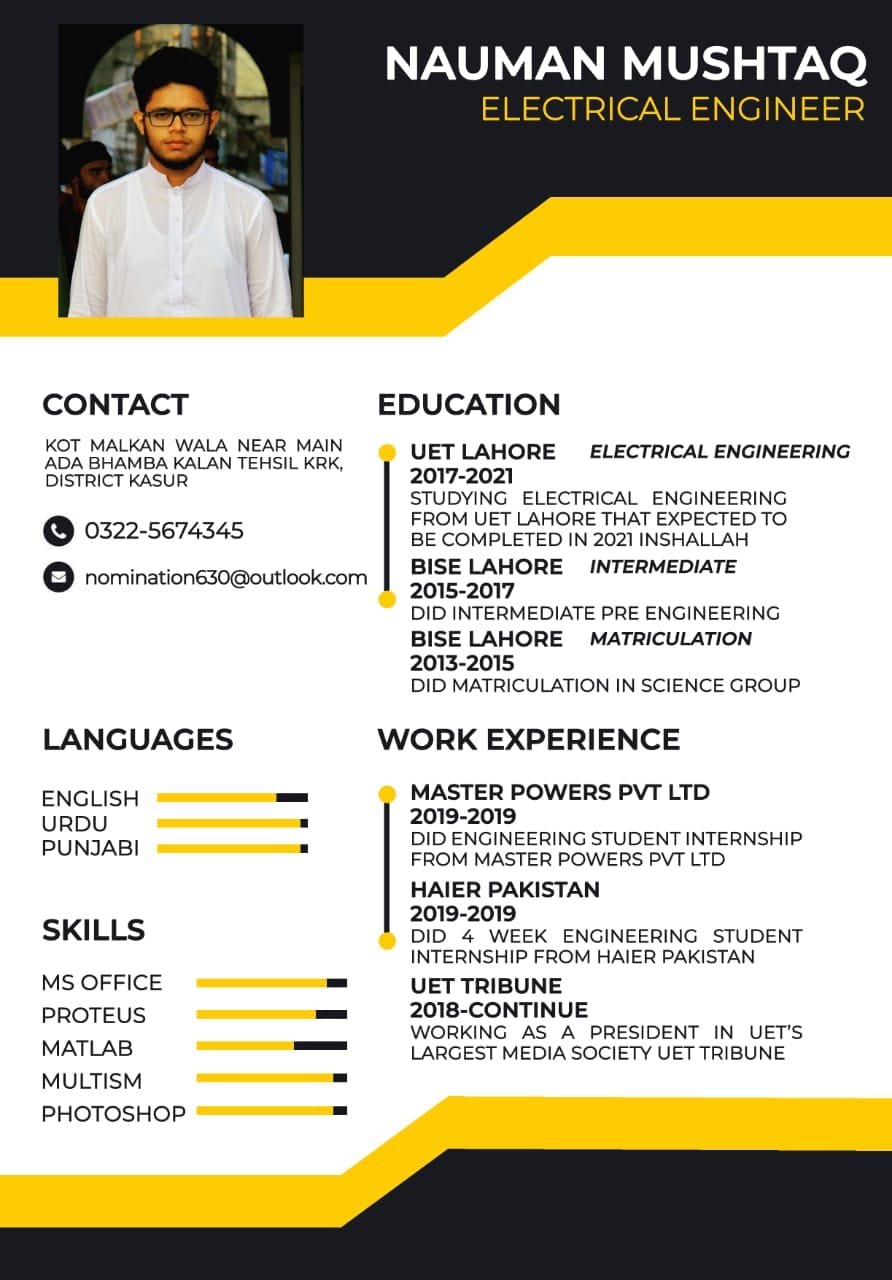 NAUMAN MUSHTAQ
ELECTRICAL ENGINEER
CONTACT
KOT MALKAN WALA NEAR MAIN
ADA BHAMBA KALAN TEHSIL KRK,
DISTRICT KASUR
0322-5674345
nomination630@outlook.com
EDUCATION
UET LAHORE ELECTRICAL ENGINEERING
2017-2021
STUDYING ELECTRICAL ENGINEERING
FROM UET LAHORE THAT EXPECTED TO
BE COMPLETED IN 2021 INSHALLAH
BISE LAHORE INTERMEDIATE
2015-2017
DID INTERMEDIATE PRE ENGINEERING
BISE LAHORE MATRICULATION
2013-2015
DID MATRICULATION IN SCIENCE GROUP
LANGUAGES
ENGLISH
URDU
PUNJABI
SKILLS
MS OFFICE
PROTEUS
MATLAB
MULTISM
PHOTOSHOP
WORK EXPERIENCE
MASTER POWERS PVT LTD
2019-2019
DID ENGINEERING STUDENT INTERNSHIP
FROM MASTER POWERS PVT LTD
HAIER PAKISTAN
2019-2019
DID 4 WEEK ENGINEERING STUDENT
INTERNSHIP FROM HAIER PAKISTAN
UET TRIBUNE
2018-CONTINUE
WORKING AS A PRESIDENT IN UET'S
LARGEST MEDIA SOCIETY UET TRIBUNE